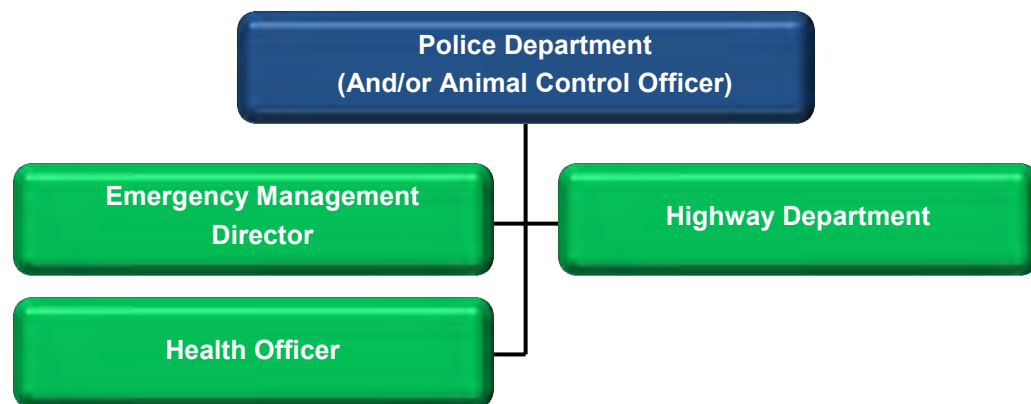 Police Department
(And/or Animal Control Officer)
Emergency Management
Director
Highway Department
Health Officer